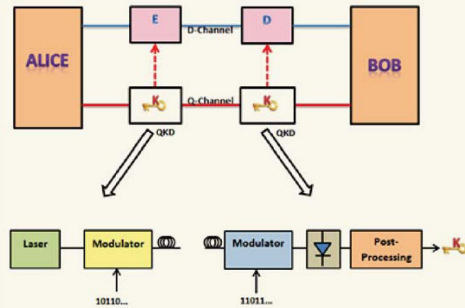 E
D
D-Channel
ALICE
BOB
K
Q-Channel
K
QKD
QKD
Laser
Modulator
Modulator
Post-
Processing
K
10110...
11011...